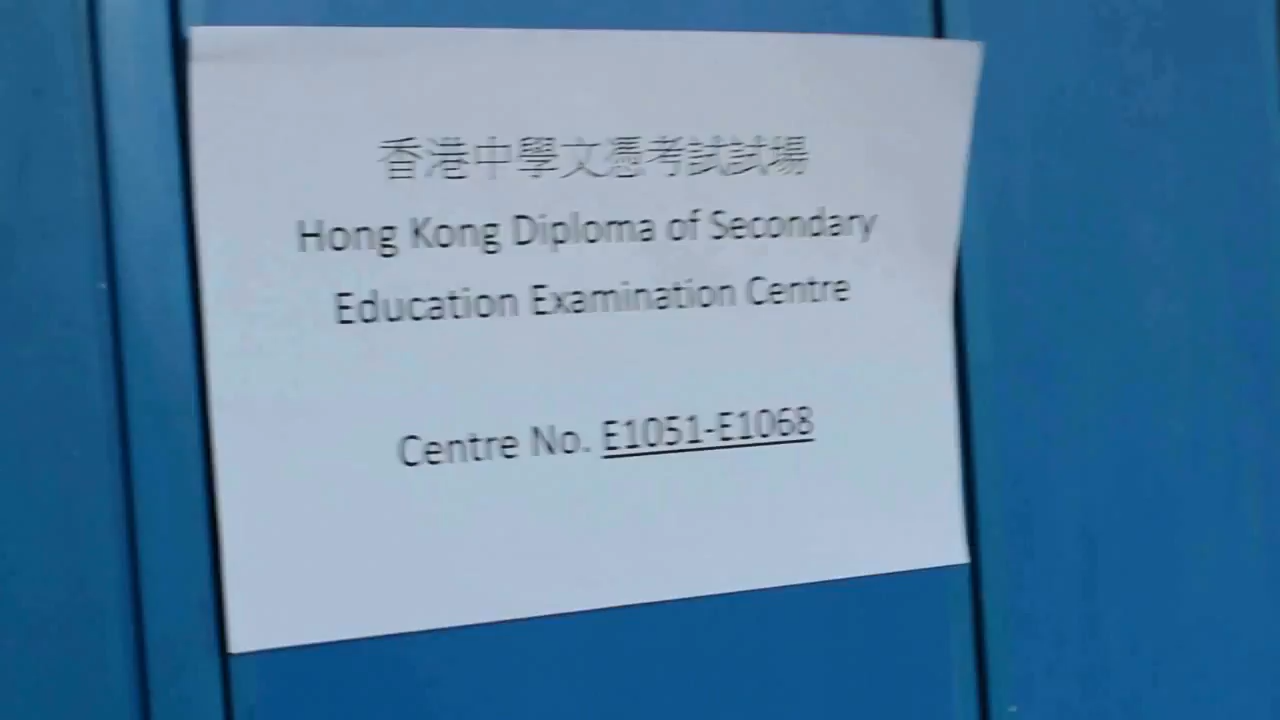 香港中學文憑考試試場
Hong Kong Diploma of Secondary
Education Examination Centre
Centre No. E1051-E1068